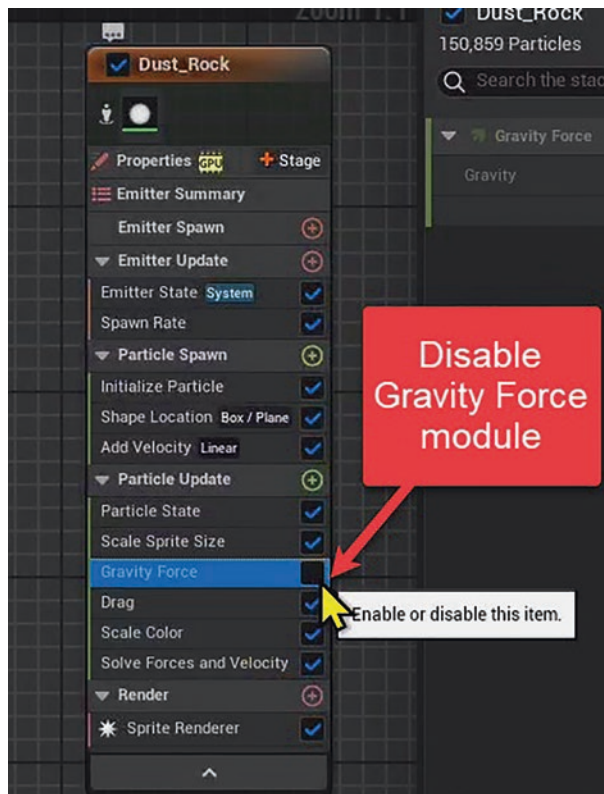 Zoom 1:1
Dust_Rock
150,859 Particles
Search the stac
Gravity Force
Gravity
Dust_Rock
Properties GPU + Stage
Emitter Summary
Emitter Spawn
Emitter Update
Emitter State System
Spawn Rate
Particle Spawn
Initialize Particle
Shape Location Box / Plane
Add Velocity Linear
Particle Update
Particle State
Scale Sprite Size
Gravity Force
Drag
Scale Color
Solve Forces and Velocity
Render
Sprite Renderer
Disable
Gravity Force
module
Enable or disable this item.